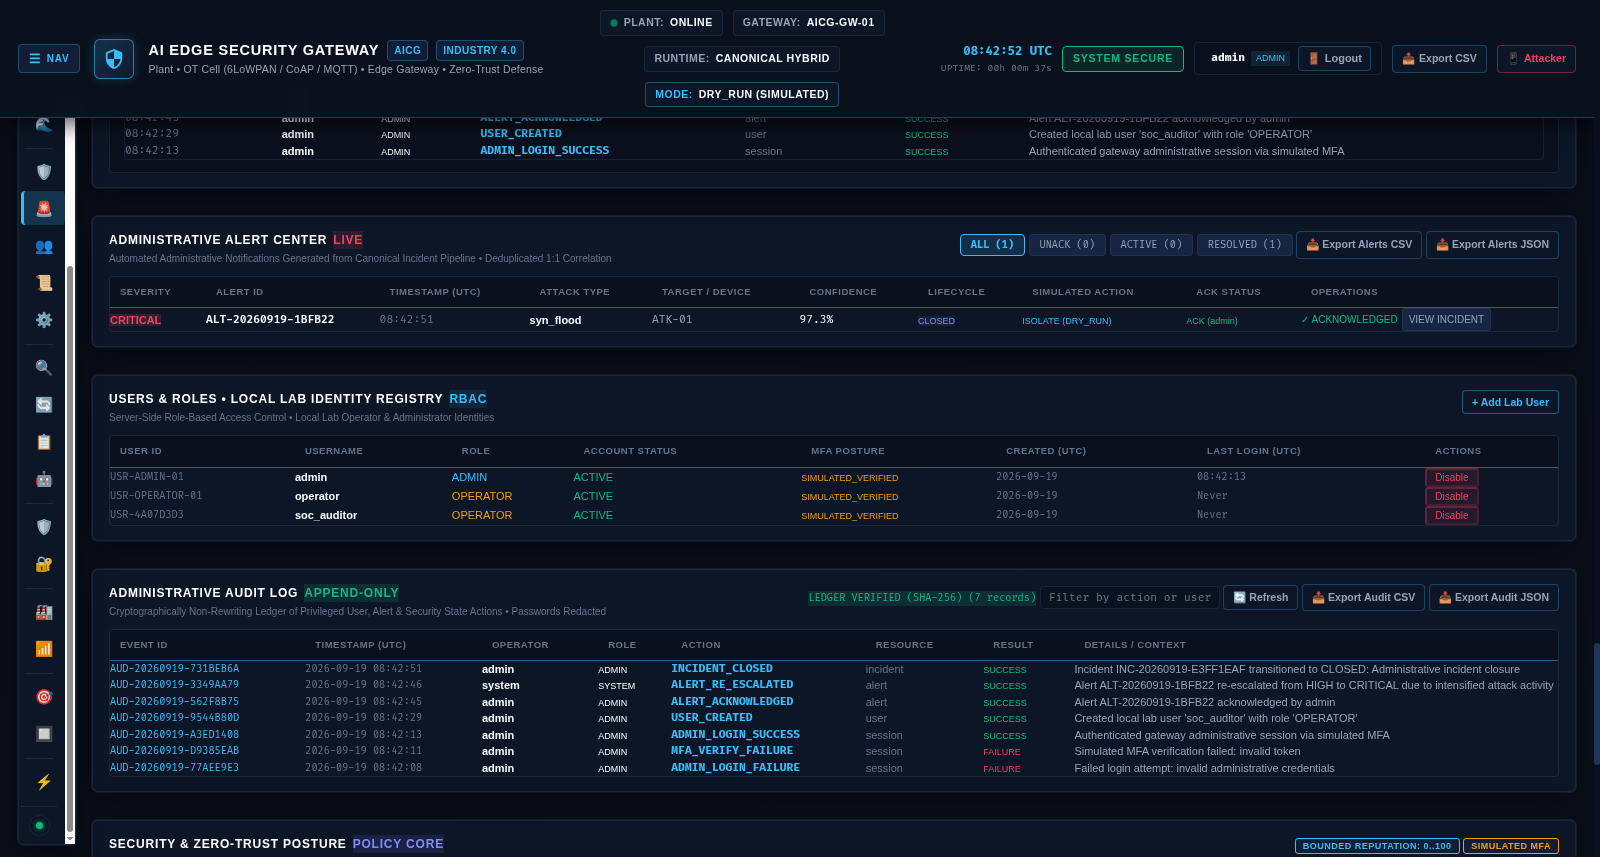 ☰ NAV
AI EDGE SECURITY GATEWAY AICG INDUSTRY 4.0
Plant • OT Cell (6LoWPAN / CoAP / MQTT) • Edge Gateway • Zero-Trust Defense
PLANT: ONLINE GATEWAY: AICG-GW-01
RUNTIME: CANONICAL HYBRID
MODE: DRY_RUN (SIMULATED)
08:42:52 UTC
UPTIME: 00h 00m 37s
SYSTEM SECURE
admin ADMIN Logout
Export CSV
Attacker
08:42:45 admin ADMIN ALERT_ACKNOWLEDGED alert SUCCESS Alert ALT-20260919-1BFB22 acknowledged by admin
08:42:29 admin ADMIN USER_CREATED user SUCCESS Created local lab user 'soc_auditor' with role 'OPERATOR'
08:42:13 admin ADMIN ADMIN_LOGIN_SUCCESS session SUCCESS Authenticated gateway administrative session via simulated MFA
ADMINISTRATIVE ALERT CENTER LIVE
Automated Administrative Notifications Generated from Canonical Incident Pipeline • Deduplicated 1:1 Correlation
ALL (1) UNACK (0) ACTIVE (0) RESOLVED (1) Export Alerts CSV Export Alerts JSON
SEVERITY ALERT ID TIMESTAMP (UTC) ATTACK TYPE TARGET / DEVICE CONFIDENCE LIFECYCLE SIMULATED ACTION ACK STATUS OPERATIONS
CRITICAL ALT-20260919-1BFB22 08:42:51 syn_flood ATK-01 97.3% CLOSED ISOLATE (DRY_RUN) ACK (admin) ✓ ACKNOWLEDGED VIEW INCIDENT
USERS & ROLES • LOCAL LAB IDENTITY REGISTRY RBAC
Server-Side Role-Based Access Control • Local Lab Operator & Administrator Identities
+ Add Lab User
USER ID USERNAME ROLE ACCOUNT STATUS MFA POSTURE CREATED (UTC) LAST LOGIN (UTC) ACTIONS
USR-ADMIN-01 admin ADMIN ACTIVE SIMULATED_VERIFIED 2026-09-19 08:42:13 Disable
USR-OPERATOR-01 operator OPERATOR ACTIVE SIMULATED_VERIFIED 2026-09-19 Never Disable
USR-4A07D3D3 soc_auditor OPERATOR ACTIVE SIMULATED_VERIFIED 2026-09-19 Never Disable
ADMINISTRATIVE AUDIT LOG APPEND-ONLY
Cryptographically Non-Rewriting Ledger of Privileged User, Alert & Security State Actions • Passwords Redacted
LEDGER VERIFIED (SHA-256) (7 records) Filter by action or user Refresh Export Audit CSV Export Audit JSON
EVENT ID TIMESTAMP (UTC) OPERATOR ROLE ACTION RESOURCE RESULT DETAILS / CONTEXT
AUD-20260919-731BEB6A 2026-09-19 08:42:51 admin ADMIN INCIDENT_CLOSED incident SUCCESS Incident INC-20260919-E3FF1EAF transitioned to CLOSED: Administrative incident closure
AUD-20260919-3349AA79 2026-09-19 08:42:46 system SYSTEM ALERT_RE_ESCALATED alert SUCCESS Alert ALT-20260919-1BFB22 re-escalated from HIGH to CRITICAL due to intensified attack activity
AUD-20260919-562F8B75 2026-09-19 08:42:45 admin ADMIN ALERT_ACKNOWLEDGED alert SUCCESS Alert ALT-20260919-1BFB22 acknowledged by admin
AUD-20260919-9544B80D 2026-09-19 08:42:29 admin ADMIN USER_CREATED user SUCCESS Created local lab user 'soc_auditor' with role 'OPERATOR'
AUD-20260919-A3ED1408 2026-09-19 08:42:13 admin ADMIN ADMIN_LOGIN_SUCCESS session SUCCESS Authenticated gateway administrative session via simulated MFA
AUD-20260919-D9385EAB 2026-09-19 08:42:11 admin ADMIN MFA_VERIFY_FAILURE session FAILURE Simulated MFA verification failed: invalid token
AUD-20260919-77AEE9E3 2026-09-19 08:42:08 admin ADMIN ADMIN_LOGIN_FAILURE session FAILURE Failed login attempt: invalid administrative credentials
SECURITY & ZERO-TRUST POSTURE POLICY CORE
BOUNDED REPUTATION: 0..100 SIMULATED MFA